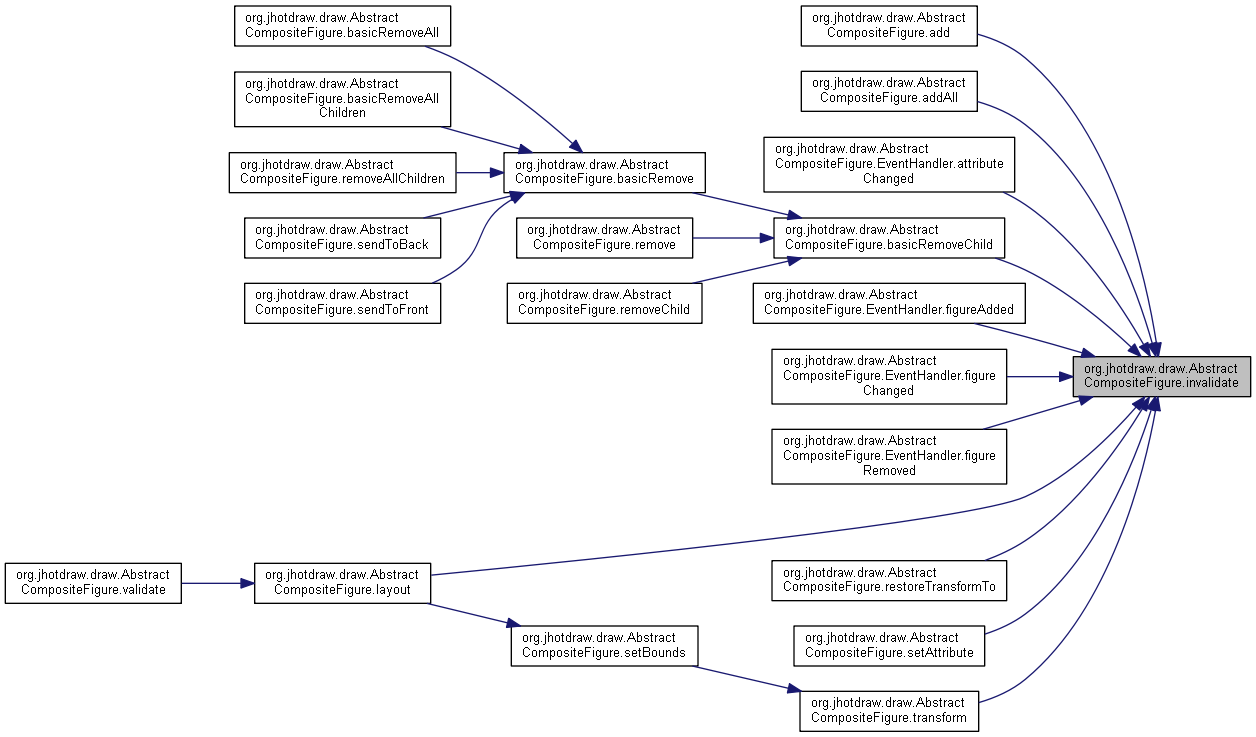 org.jhotdraw.draw.Abstract
CompositeFigure.basicRemoveAll
org.jhotdraw.draw.Abstract
CompositeFigure.add
org.jhotdraw.draw.Abstract
CompositeFigure.basicRemoveAll
Children
org.jhotdraw.draw.Abstract
CompositeFigure.addAll
org.jhotdraw.draw.Abstract
CompositeFigure.EventHandler.attribute
Changed
org.jhotdraw.draw.Abstract
CompositeFigure.removeAllChildren
org.jhotdraw.draw.Abstract
CompositeFigure.basicRemove
org.jhotdraw.draw.Abstract
CompositeFigure.sendToBack
org.jhotdraw.draw.Abstract
CompositeFigure.remove
org.jhotdraw.draw.Abstract
CompositeFigure.basicRemoveChild
org.jhotdraw.draw.Abstract
CompositeFigure.sendToFront
org.jhotdraw.draw.Abstract
CompositeFigure.removeChild
org.jhotdraw.draw.Abstract
CompositeFigure.EventHandler.figureAdded
org.jhotdraw.draw.Abstract
CompositeFigure.EventHandler.figure
Changed
org.jhotdraw.draw.Abstract
CompositeFigure.invalidate
org.jhotdraw.draw.Abstract
CompositeFigure.EventHandler.figure
Removed
org.jhotdraw.draw.Abstract
CompositeFigure.validate
org.jhotdraw.draw.Abstract
CompositeFigure.layout
org.jhotdraw.draw.Abstract
CompositeFigure.restoreTransformTo
org.jhotdraw.draw.Abstract
CompositeFigure.setBounds
org.jhotdraw.draw.Abstract
CompositeFigure.setAttribute
org.jhotdraw.draw.Abstract
CompositeFigure.transform